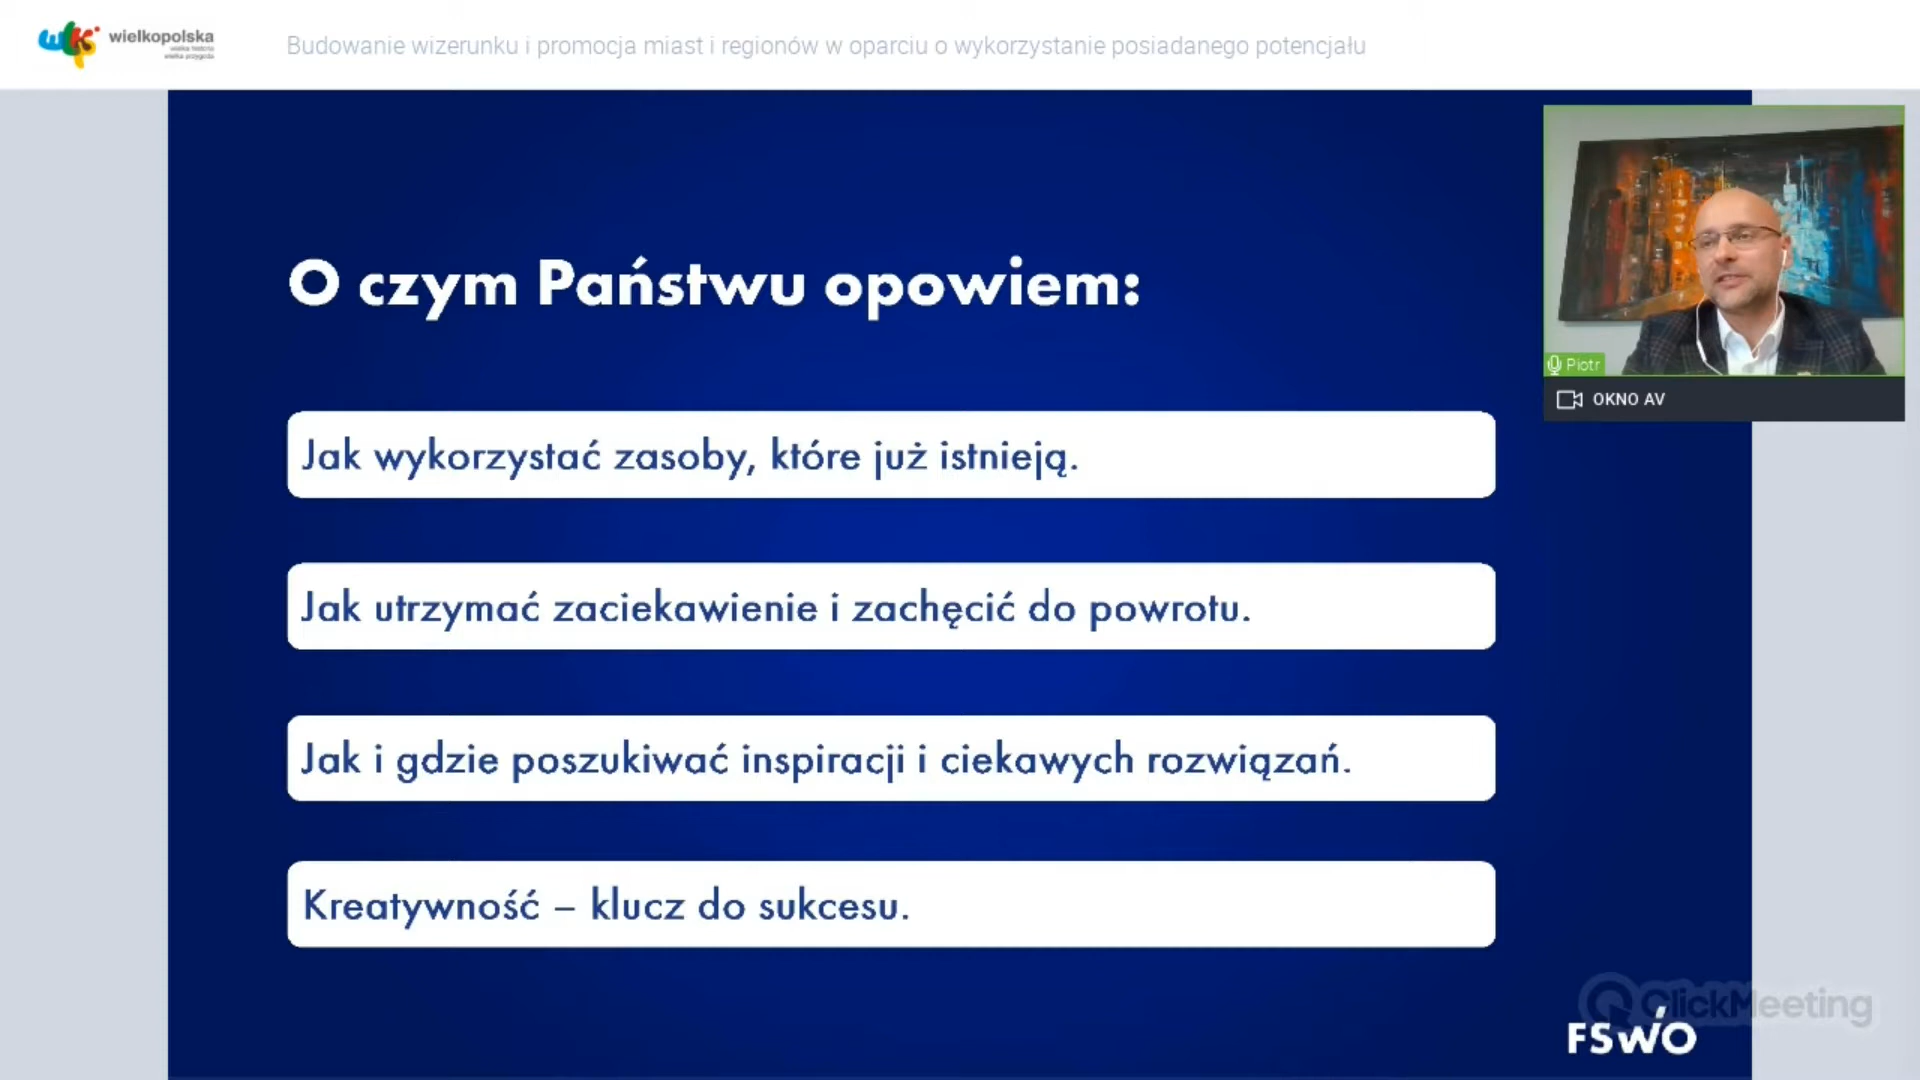 wielkopolska
wielka historia
wielka przygoda
Budowanie wizerunku i promocja miast i regionów w oparciu o wykorzystanie posiadanego potencjału
O czym Państwu opowiem:
Piotr
OKNO AV
Jak wykorzystać zasoby, które już istnieją.
Jak utrzymać zaciekawienie i zachęcić do powrotu.
Jak i gdzie poszukiwać inspiracji i ciekawych rozwiązań.
Kreatywność – klucz do sukcesu.
ClickMeeting
FSWO